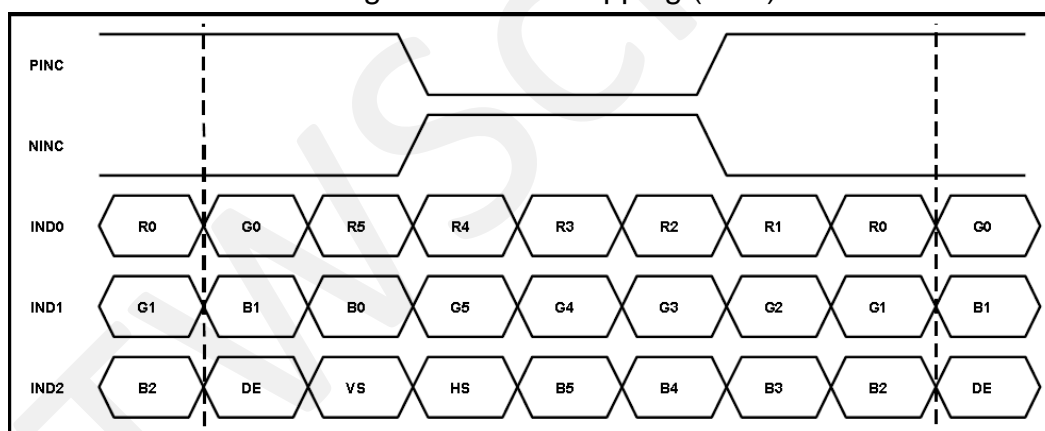 PINC
NINC
IND0 R0 G0 R5 R4 R3 R2 R1 R0 G0
IND1 G1 B1 B0 G5 G4 G3 G2 G1 B1
IND2 B2 DE VS HS B5 B4 B3 B2 DE